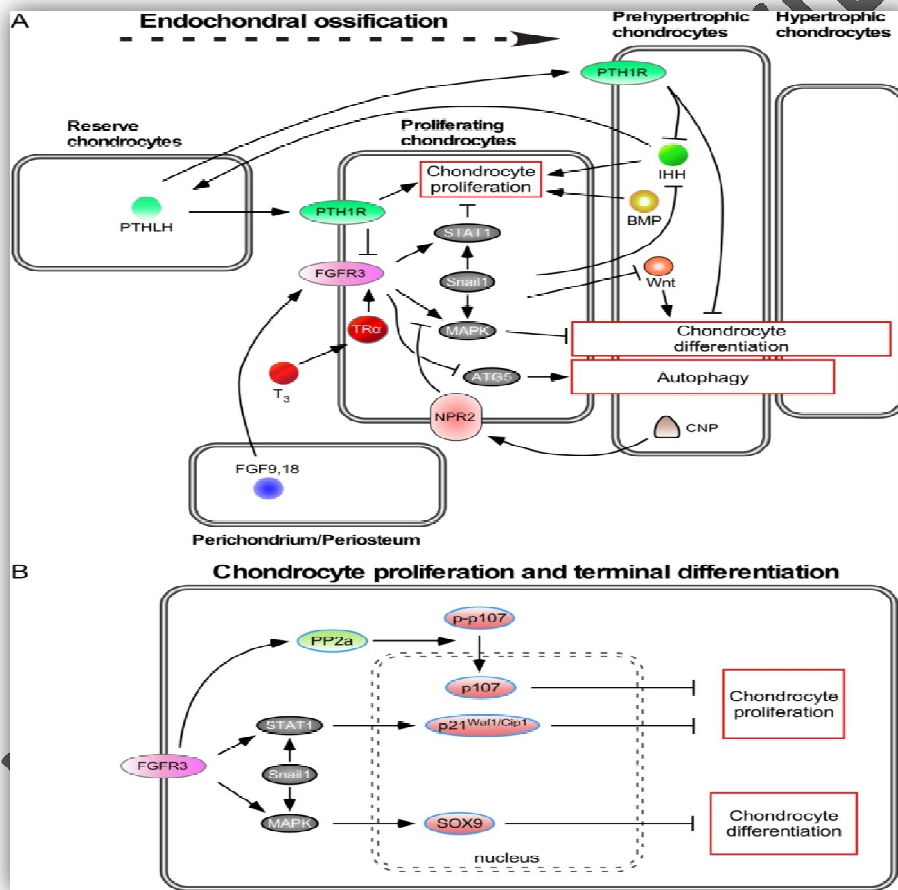 A
Endochondral ossification
Prehypertrophic
chondrocytes
Hypertrophic
chondrocytes
PTH1R
Reserve
chondrocytes
Proliferating
chondrocytes
Chondrocyte
proliferation
IHH
PTHLH
PTH1R
BMP
STAT1
FGFR3
Snail1
Wnt
TRα
MAPK
Chondrocyte
differentiation
T3
ATG5
Autophagy
NPR2
CNP
FGF9,18
Perichondrium/Periosteum
B
Chondrocyte proliferation and terminal differentiation
p-p107
PP2a
p107
Chondrocyte
proliferation
STAT1
p21Waf1/Cip1
FGFR3
Snail1
MAPK
SOX9
Chondrocyte
differentiation
nucleus